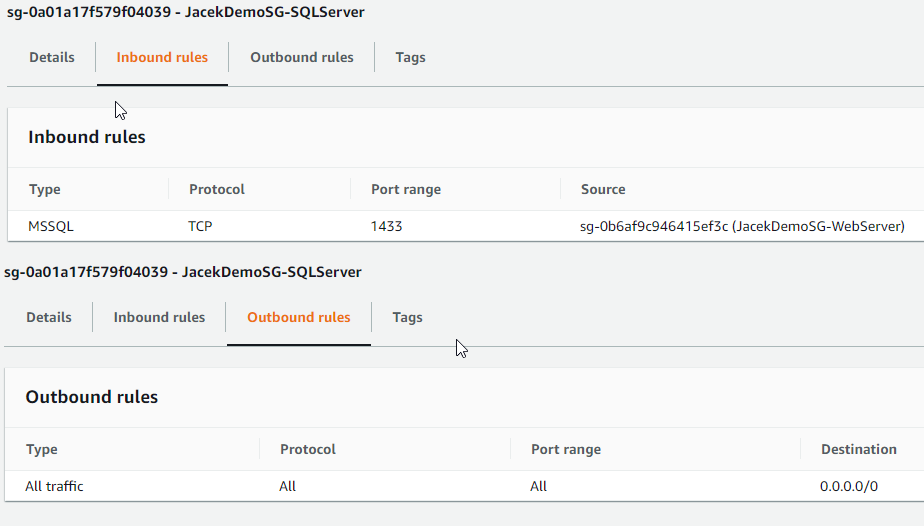 sg-0a01a17f579f04039 - JacekDemoSG-SQLServer
Details Inbound rules Outbound rules Tags
Inbound rules
Type Protocol Port range Source
MSSQL TCP 1433 sg-0b6af9c946415ef3c (JacekDemoSG-WebServer)
sg-0a01a17f579f04039 - JacekDemoSG-SQLServer
Details Inbound rules Outbound rules Tags
Outbound rules
Type Protocol Port range Destination
All traffic All All 0.0.0.0/0